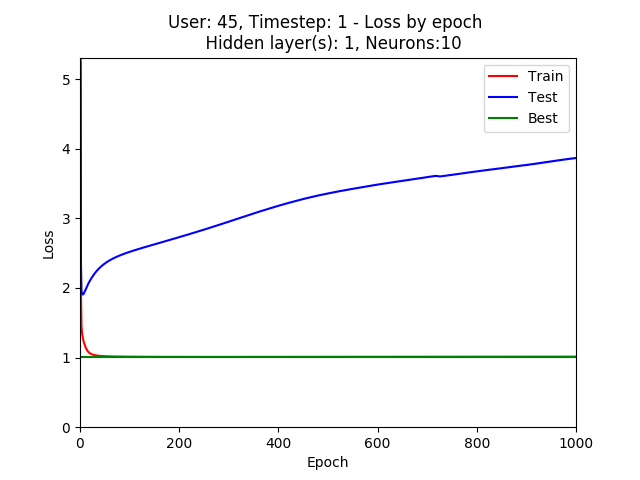 User: 45, Timestep: 1 - Loss by epoch
Hidden layer(s): 1, Neurons:10
Train
Test
Best
Loss
5
4
3
2
1
0
0 200 400 600 800 1000
Epoch